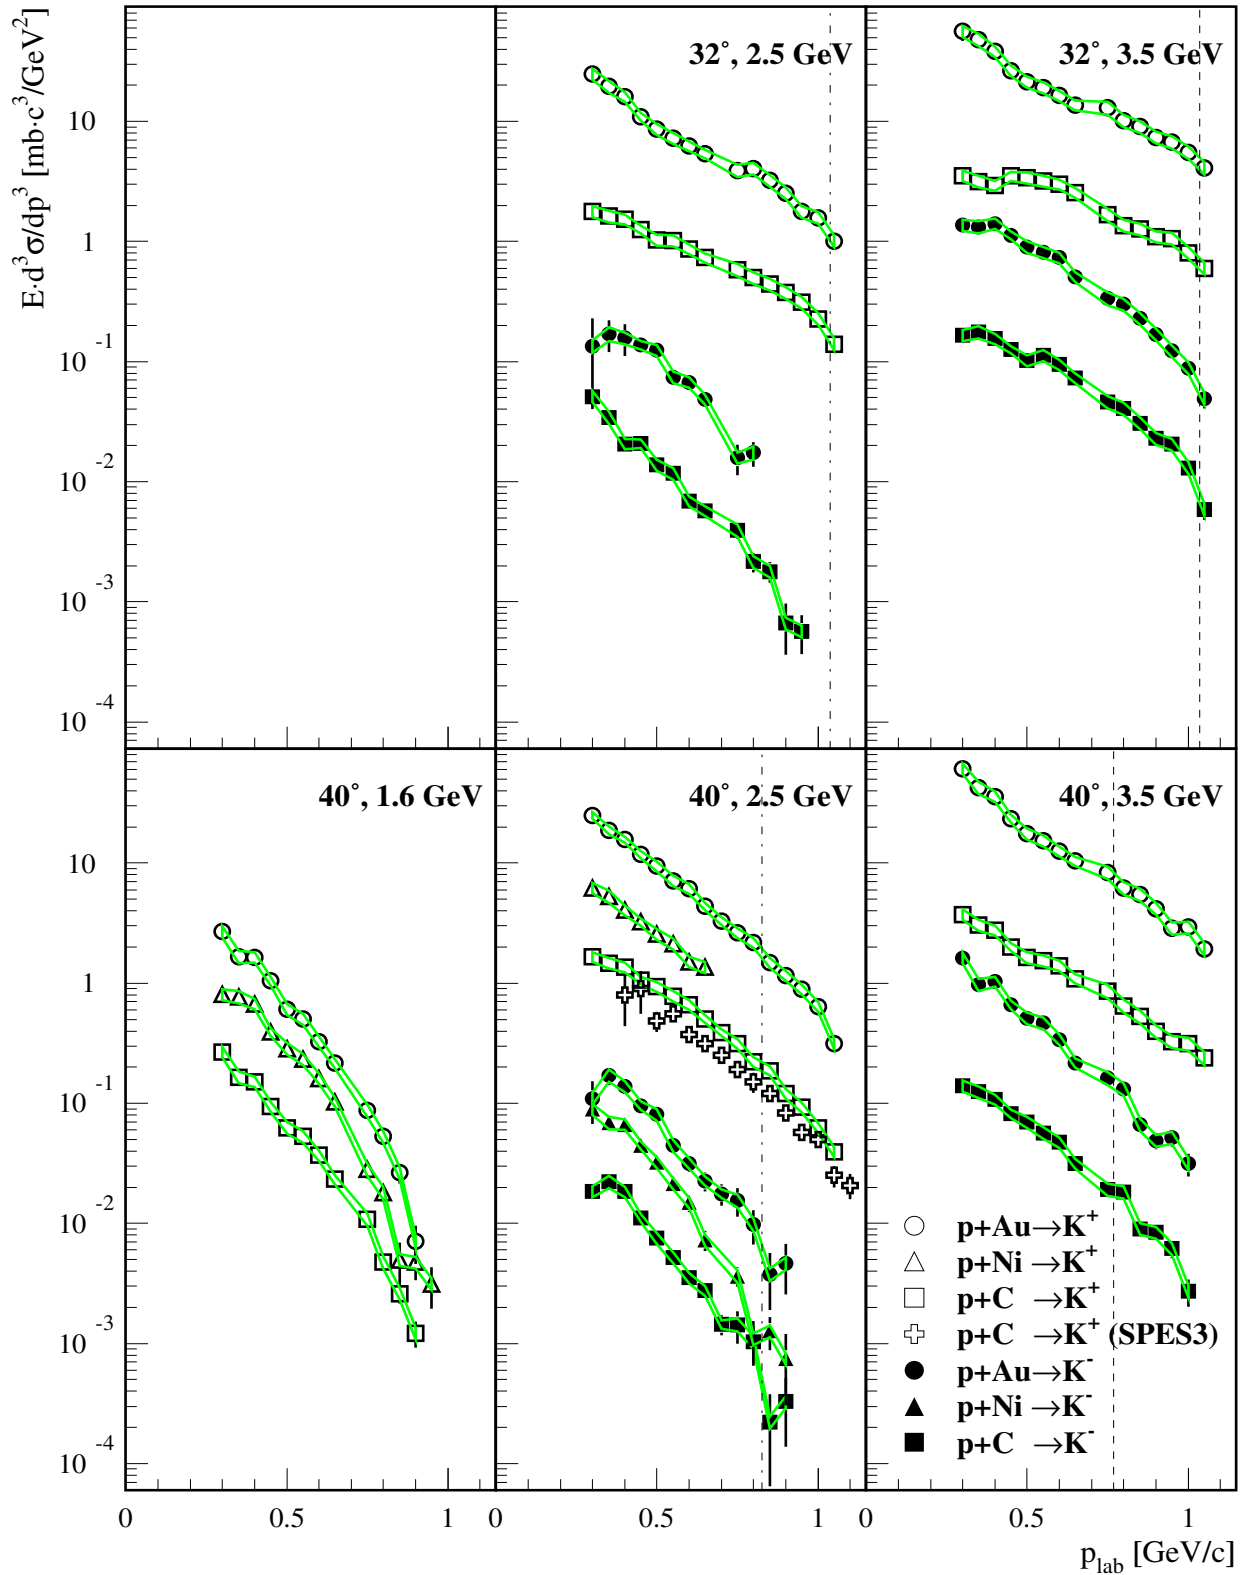 E·d³σ/dp³ [mb·c³/GeV²]
32°, 2.5 GeV
32°, 3.5 GeV
10
1
10⁻¹
10⁻²
10⁻³
10⁻⁴
40°, 1.6 GeV
40°, 2.5 GeV
40°, 3.5 GeV
10
1
10⁻¹
10⁻²
10⁻³
10⁻⁴
p+Au→K⁺
p+Ni→K⁺
p+C →K⁺
p+C →K⁺ (SPES3)
p+Au→K⁻
p+Ni→K⁻
p+C →K⁻
0 0.5 1 0 0.5 1 0 0.5 1
p_lab [GeV/c]